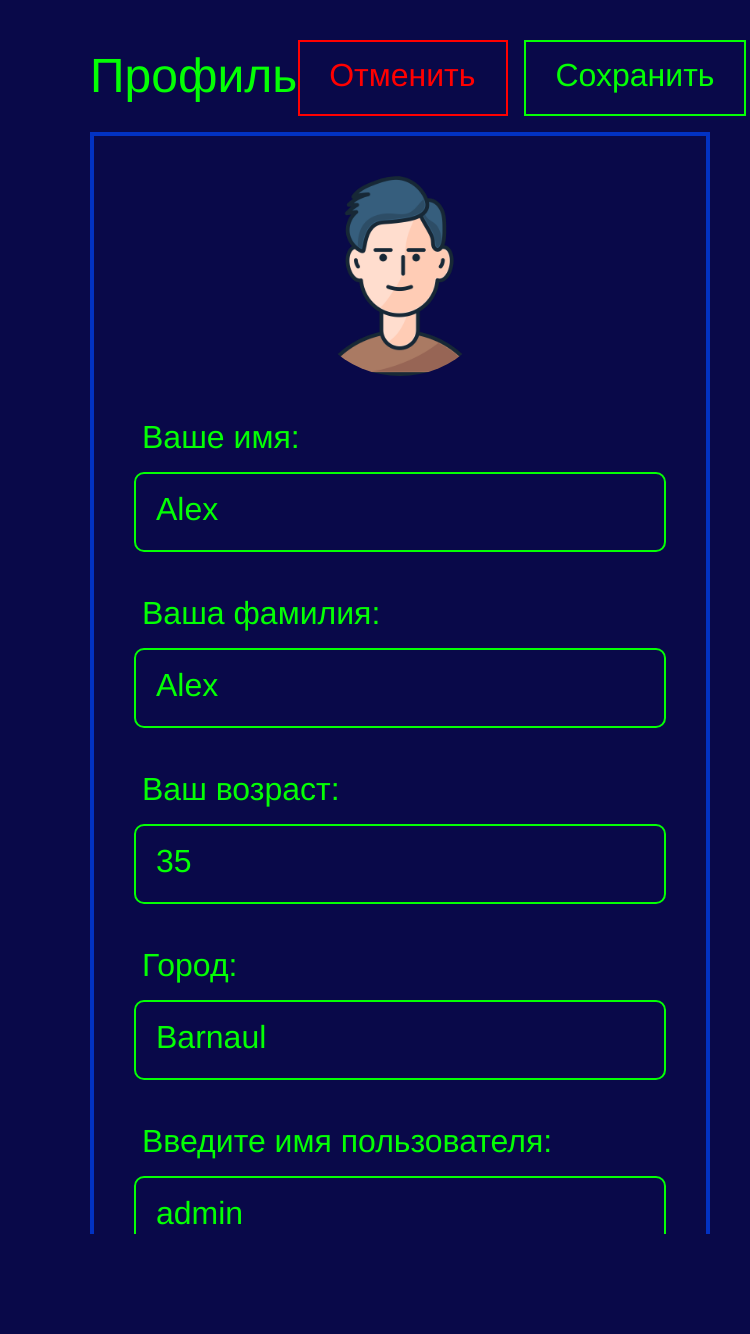 Профиль Отменить Сохранить
Ваше имя:
Alex
Ваша фамилия:
Alex
Ваш возраст:
35
Город:
Barnaul
Введите имя пользователя:
admin